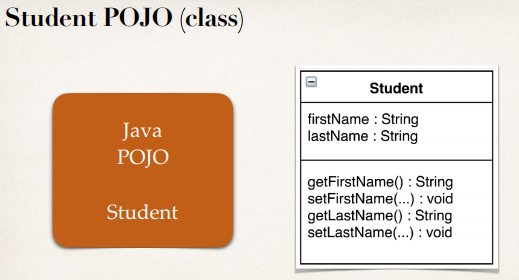 Student POJO (class)
Java
POJO
Student
Student
firstName : String
lastName : String
getFirstName() : String
setFirstName(...) : void
getLastName() : String
setLastName(...) : void